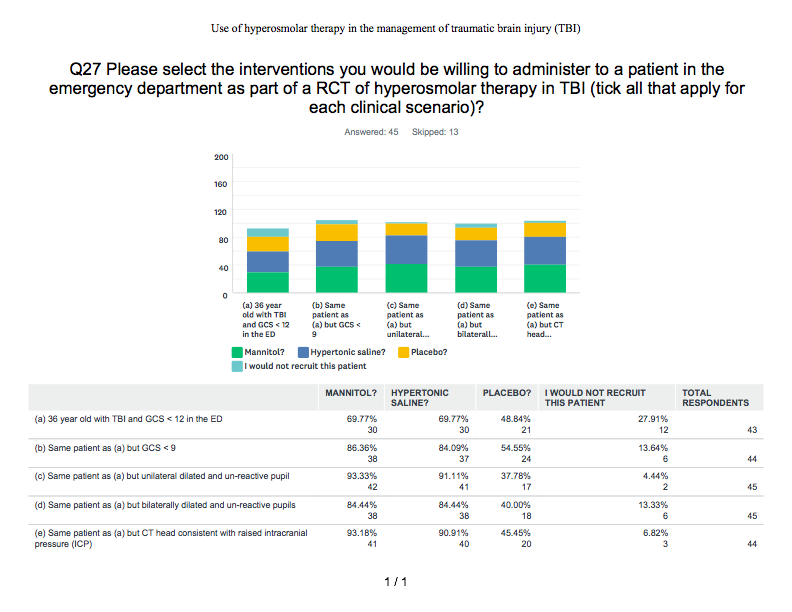 Use of hyperosmolar therapy in the management of traumatic brain injury (TBI)
Q27 Please select the interventions you would be willing to administer to a patient in the
emergency department as part of a RCT of hyperosmolar therapy in TBI (tick all that apply for
each clinical scenario)?
Answered: 45 Skipped: 13
200
160
120
80
40
0
(a) 36 year
old with TBI
and GCS < 12
in the ED
(b) Same
patient as
(a) but GCS <
9
(c) Same
patient as
(a) but
unilateral...
(d) Same
patient as
(a) but
bilaterall...
(e) Same
patient as
(a) but CT
head...
Mannitol? Hypertonic saline? Placebo?
I would not recruit this patient
MANNITOL? HYPERTONIC SALINE? PLACEBO? I WOULD NOT RECRUIT THIS PATIENT TOTAL RESPONDENTS
(a) 36 year old with TBI and GCS < 12 in the ED 69.77% 69.77% 48.84% 27.91%
30 30 21 12 43
(b) Same patient as (a) but GCS < 9 86.36% 84.09% 54.55% 13.64%
38 37 24 6 44
(c) Same patient as (a) but unilateral dilated and un-reactive pupil 93.33% 91.11% 37.78% 4.44%
42 41 17 2 45
(d) Same patient as (a) but bilaterally dilated and un-reactive pupils 84.44% 84.44% 40.00% 13.33%
38 38 18 6 45
(e) Same patient as (a) but CT head consistent with raised intracranial 93.18% 90.91% 45.45% 6.82%
pressure (ICP) 41 40 20 3 44
1 / 1